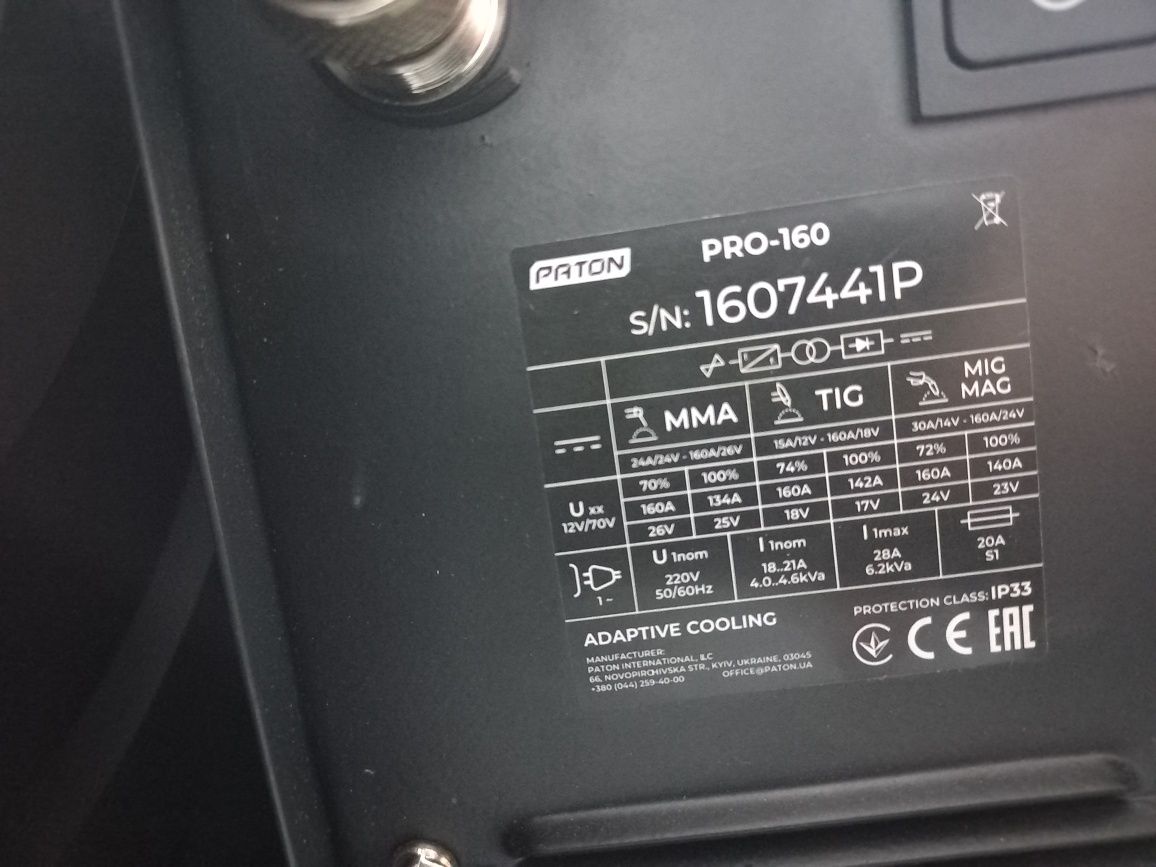 PATON
PRO-160
S/N: 1607441P
MMA
TIG
MIG
MAG
24A/24V - 160A/26V
15A/12V - 160A/18V
30A/14V - 160A/24V
70% 100% 74% 100% 72% 100%
U xx
12V/70V
160A 134A 160A 142A 160A 140A
26V 25V 18V 17V 24V 23V
1~
U 1nom
220V
50/60Hz
I 1nom
18..21A
4.0..4.6kVa
I 1max
28A
6.2kVa
20A
S1
ADAPTIVE COOLING
PROTECTION CLASS: IP33
MANUFACTURER:
PATON INTERNATIONAL, LLC
66, NOVOPIRCHIVSKA STR., KYIV, UKRAINE, 03045
+380 (044) 259-40-00 OFFICE@PATON.UA
CE EAC